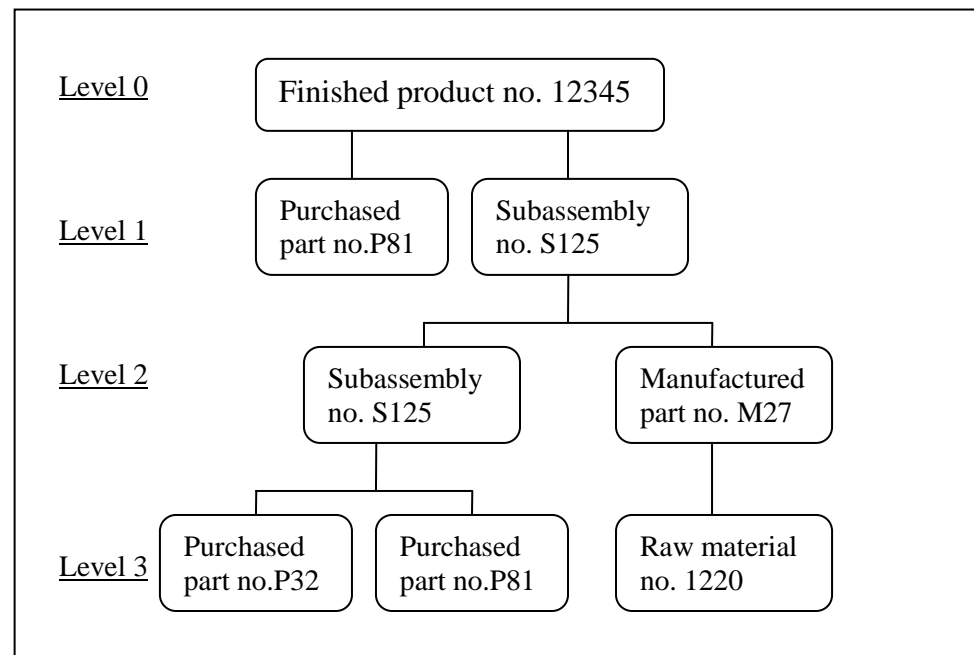 Level 0
Finished product no. 12345
Level 1
Purchased
part no.P81
Subassembly
no. S125
Level 2
Subassembly
no. S125
Manufactured
part no. M27
Level 3
Purchased
part no.P32
Purchased
part no.P81
Raw material
no. 1220